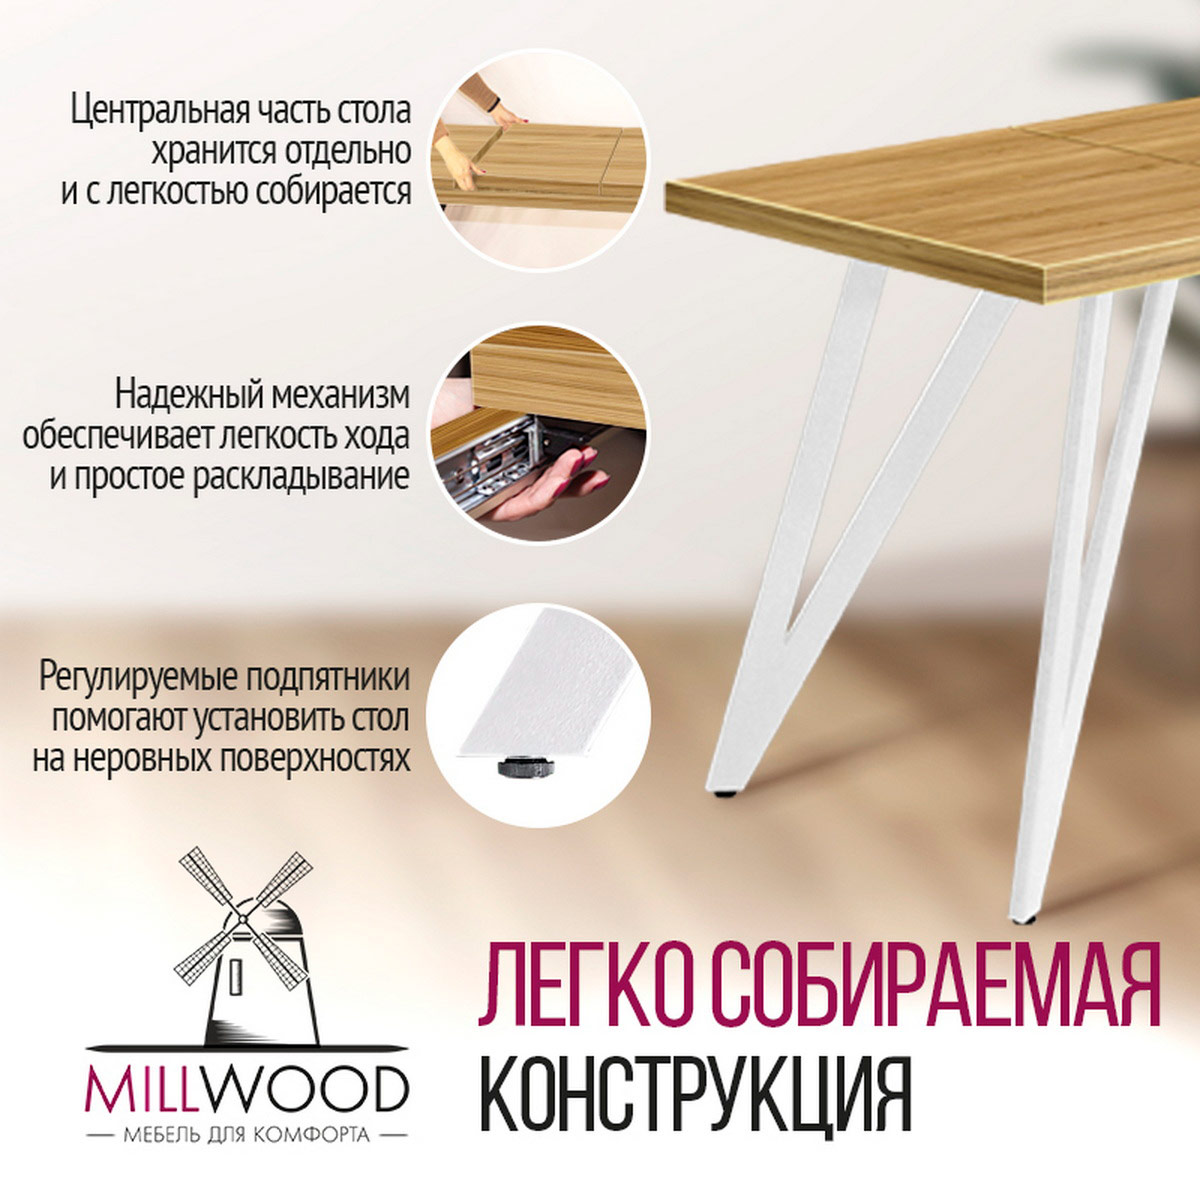 Центральная часть стола
хранится отдельно
и с легкостью собирается
Надежный механизм
обеспечивает легкость хода
и простое раскладывание
Регулируемые подпятники
помогают установить стол
на неровных поверхностях
MILLWOOD
— МЕБЕЛЬ ДЛЯ КОМФОРТА —
ЛЕГКО СОБИРАЕМАЯ
КОНСТРУКЦИЯ